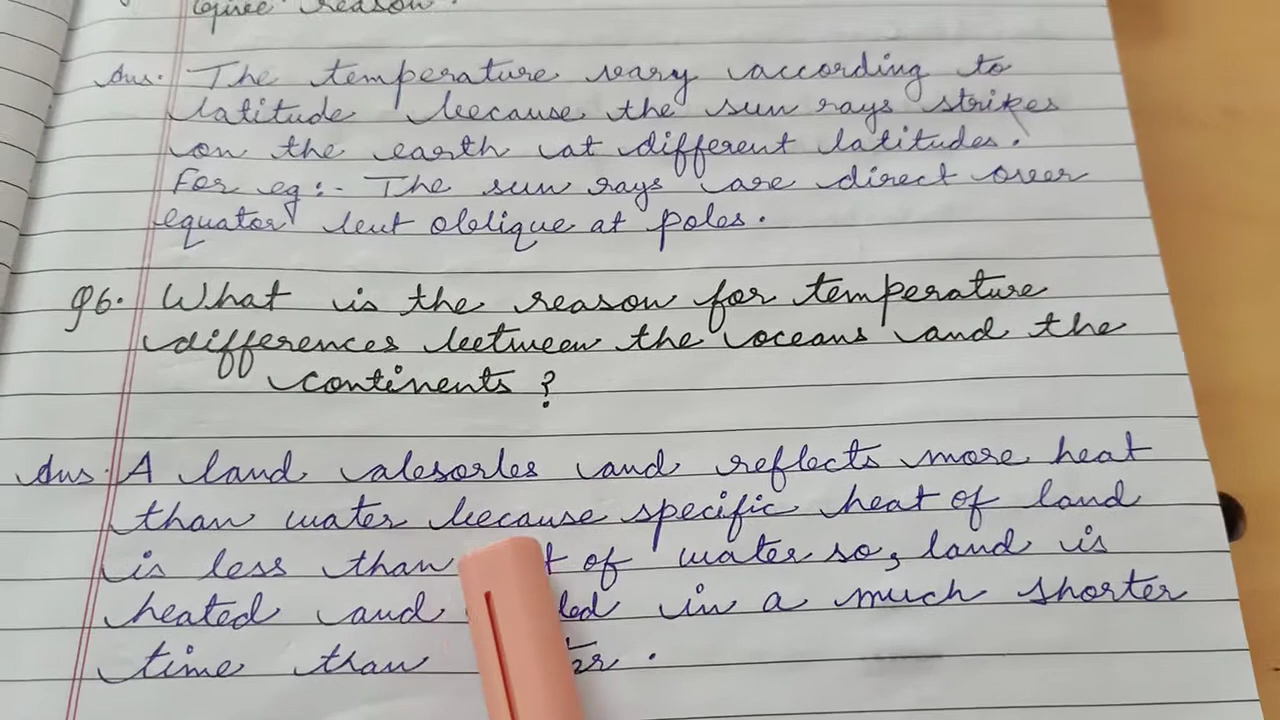 Give reason.
Ans. The temperature vary according to
latitude because the sun rays strikes
on the earth at different latitudes.
For eg:- The sun rays are direct over
equator but oblique at poles.
Q6. What is the reason for temperature
differences between the oceans and the
continents?
Ans. A land absorbes and reflects more heat
than water because specific heat of land
is less than of water so, land is
heated and in a much shorter
time than